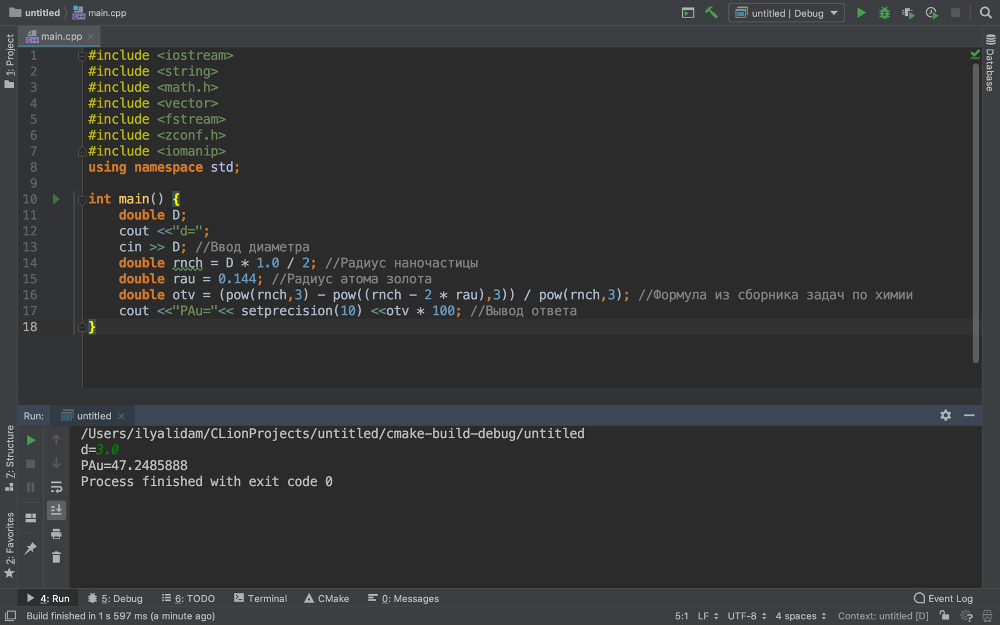 untitled main.cpp untitled | Debug
main.cpp
1: Project
Database
1 #include <iostream>
2 #include <string>
3 #include <math.h>
4 #include <vector>
5 #include <fstream>
6 #include <zconf.h>
7 #include <iomanip>
8 using namespace std;
9
10 int main() {
11 double D;
12 cout <<"d=";
13 cin >> D; //Ввод диаметра
14 double rnch = D * 1.0 / 2; //Радиус наночастицы
15 double rau = 0.144; //Радиус атома золота
16 double otv = (pow(rnch,3) - pow((rnch - 2 * rau),3)) / pow(rnch,3); //Формула из сборника задач по химии
17 cout <<"PAu="<< setprecision(10) <<otv * 100; //Вывод ответа
18 }
Run: untitled
/Users/ilyalidam/CLionProjects/untitled/cmake-build-debug/untitled
d=3.0
PAu=47.2485888
Process finished with exit code 0
Z: Structure
2: Favorites
4: Run 5: Debug 6: TODO Terminal CMake 0: Messages Event Log
Build finished in 1 s 597 ms (a minute ago) 5:1 LF UTF-8 4 spaces Context: untitled [D]